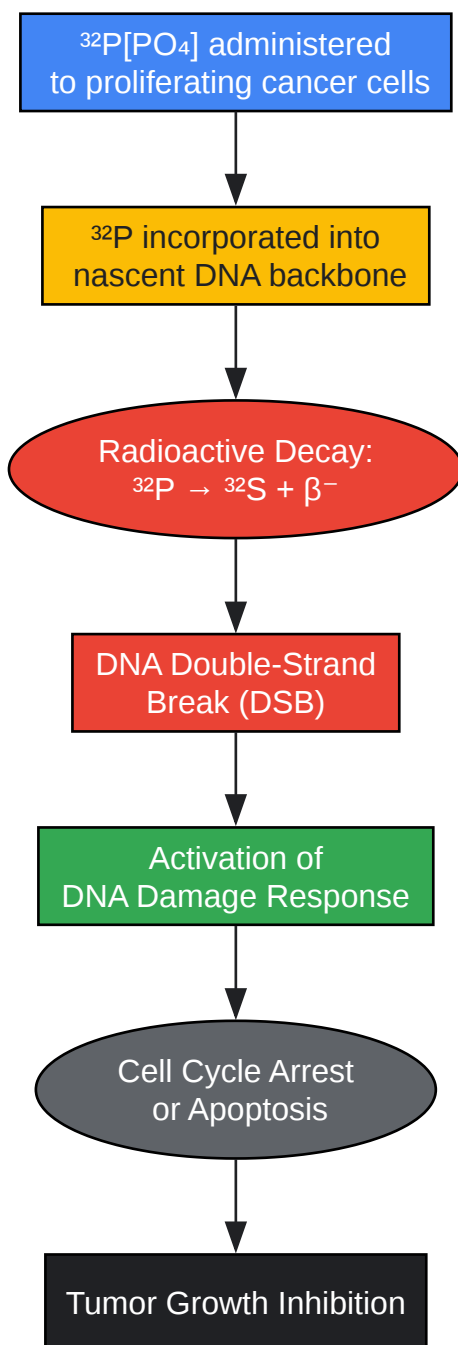 ³²P[PO₄] administered
to proliferating cancer cells
³²P incorporated into
nascent DNA backbone
Radioactive Decay:
³²P → ³²S + β⁻
DNA Double-Strand
Break (DSB)
Activation of
DNA Damage Response
Cell Cycle Arrest
or Apoptosis
Tumor Growth Inhibition